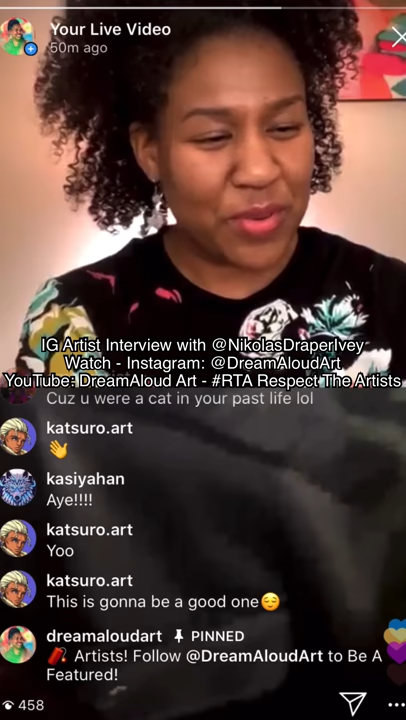 Your Live Video
50m ago
IG Artist Interview with @NikolasDraperIvey
Watch - Instagram: @DreamAloudArt
YouTube: DreamAloud Art - #RTA Respect The Artists
Cuz u were a cat in your past life lol
katsuro.art
👋
kasiyahan
Aye!!!!
katsuro.art
Yoo
katsuro.art
This is gonna be a good one😌
dreamaloudart PINNED
🧨 Artists! Follow @DreamAloudArt to Be A
Featured!
458